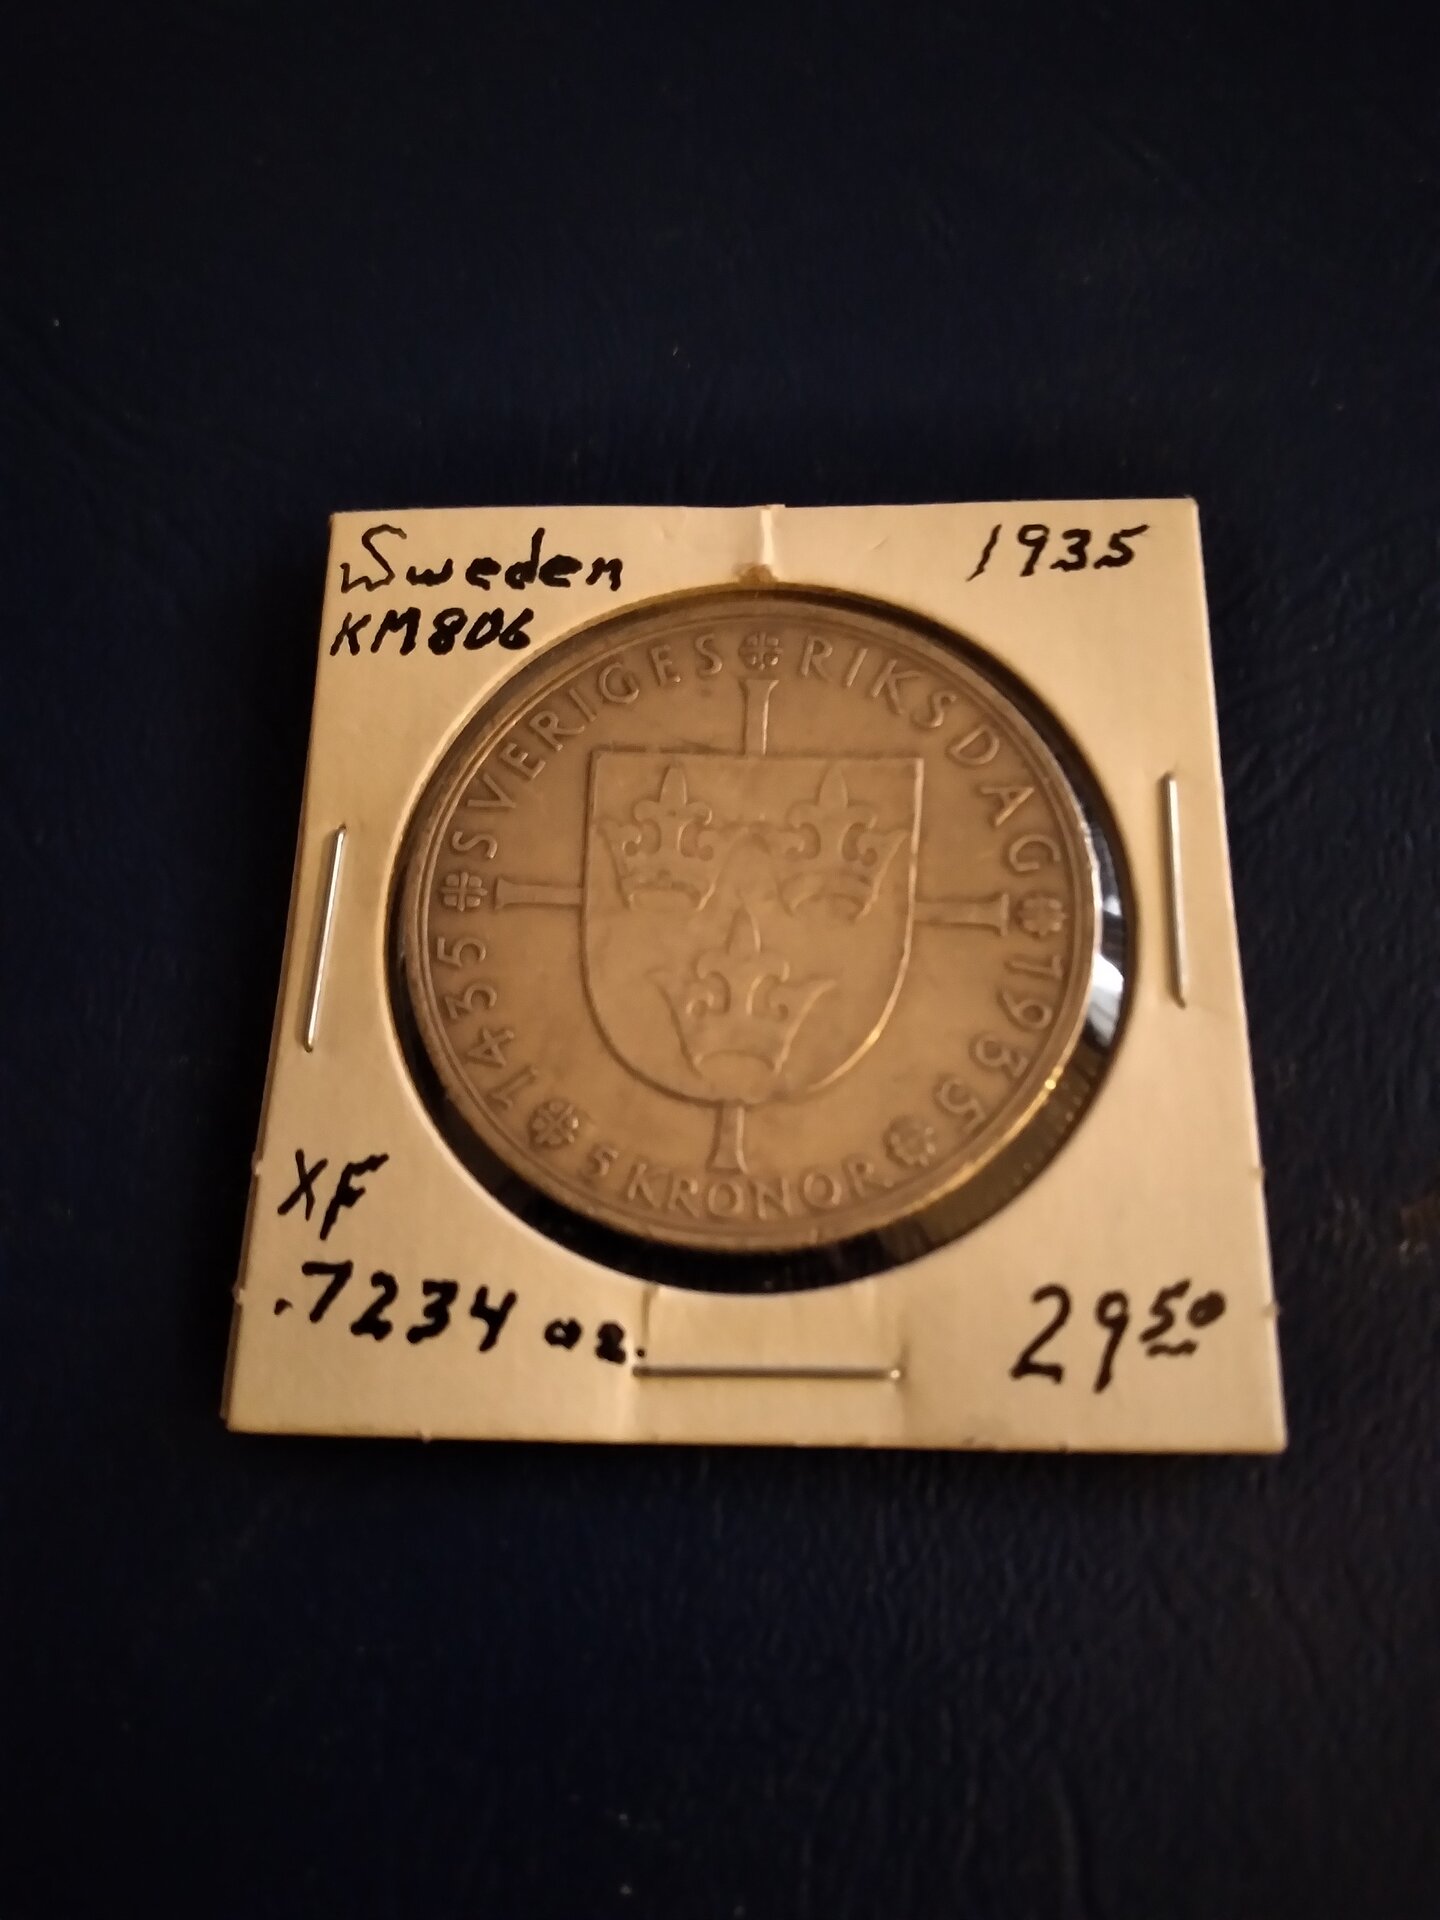 Sweden
1935
KM806
SVERIGES RIKSDAG
1435
1935
5 KRONOR
XF
.7234 oz.
29.50